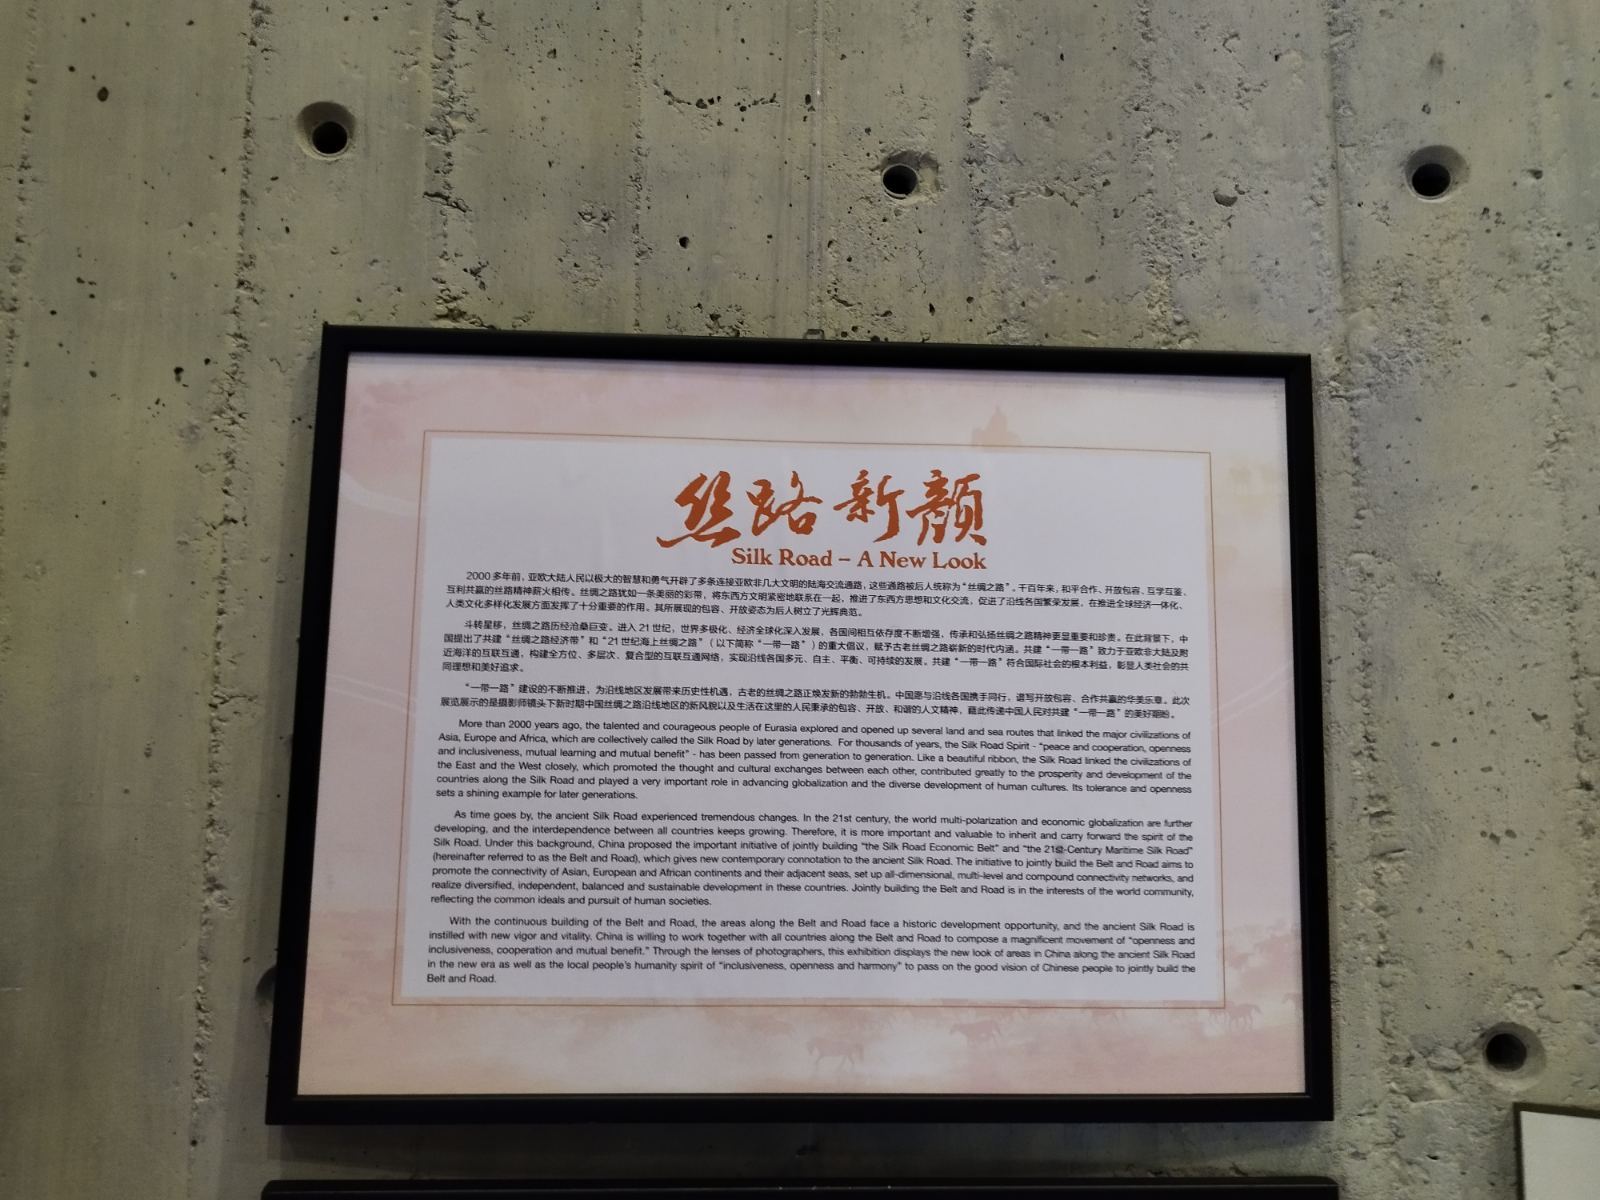 丝路新颜
Silk Road – A New Look
2000多年前，亚欧大陆人民以极大的智慧和勇气开辟了多条连接亚欧非几大文明的陆海交流通路，这些通路被后人统称为“丝绸之路”。千百年来，和平合作、开放包容、互学互鉴、
互利共赢的丝路精神薪火相传。丝绸之路犹如一条美丽的彩带，将东西方文明紧密地联系在一起，推进了东西方思想和文化交流，促进了沿线各国繁荣发展，在推进全球经济一体化、
人类文化多样化发展方面发挥了十分重要的作用。其所展现的包容、开放姿态为后人树立了光辉典范。
斗转星移，丝绸之路历经沧桑巨变。进入21世纪，世界多极化、经济全球化深入发展，各国间相互依存度不断增强，传承和弘扬丝绸之路精神更显重要和珍贵。在此背景下，中
国提出了共建“丝绸之路经济带”和“21世纪海上丝绸之路”（以下简称“一带一路”）的重大倡议，赋予古老丝绸之路崭新的时代内涵。共建“一带一路”致力于亚欧非大陆及附
近海洋的互联互通，构建全方位、多层次、复合型的互联互通网络，实现沿线各国多元、自主、平衡、可持续的发展。共建“一带一路”符合国际社会的根本利益，彰显人类社会的共
同理想和美好追求。
“一带一路”建设的不断推进，为沿线地区发展带来历史性机遇，古老的丝绸之路正焕发新的勃勃生机。中国愿与沿线各国携手同行，谱写开放包容、合作共赢的华美乐章。此次
展览展示的是摄影师镜头下新时期中国丝绸之路沿线地区的新风貌以及生活在这里的人民秉承的包容、开放、和谐的人文精神，藉此传递中国人民对共建“一带一路”的美好期盼。
More than 2000 years ago, the talented and courageous people of Eurasia explored and opened up several land and sea routes that linked the major civilizations of
Asia, Europe and Africa, which are collectively called the Silk Road by later generations. For thousands of years, the Silk Road Spirit - “peace and cooperation, openness
and inclusiveness, mutual learning and mutual benefit” - has been passed from generation to generation. Like a beautiful ribbon, the Silk Road linked the civilizations of
the East and the West closely, which promoted the thought and cultural exchanges between each other, contributed greatly to the prosperity and development of the
countries along the Silk Road and played a very important role in advancing globalization and the diverse development of human cultures. Its tolerance and openness
sets a shining example for later generations.
As time goes by, the ancient Silk Road experienced tremendous changes. In the 21st century, the world multi-polarization and economic globalization are further
developing, and the interdependence between all countries keeps growing. Therefore, it is more important and valuable to inherit and carry forward the spirit of the
Silk Road. Under this background, China proposed the important initiative of jointly building “the Silk Road Economic Belt” and “the 21st-Century Maritime Silk Road”
(hereinafter referred to as the Belt and Road), which gives new contemporary connotation to the ancient Silk Road. The initiative to jointly build the Belt and Road aims to
promote the connectivity of Asian, European and African continents and their adjacent seas, set up all-dimensional, multi-level and compound connectivity networks, and
realize diversified, independent, balanced and sustainable development in these countries. Jointly building the Belt and Road is in the interests of the world community,
reflecting the common ideals and pursuit of human societies.
With the continuous building of the Belt and Road, the areas along the Belt and Road face a historic development opportunity, and the ancient Silk Road is
instilled with new vigor and vitality. China is willing to work together with all countries along the Belt and Road to compose a magnificent movement of “openness and
inclusiveness, cooperation and mutual benefit.” Through the lenses of photographers, this exhibition displays the new look of areas in China along the ancient Silk Road
in the new era as well as the local people’s humanity spirit of “inclusiveness, openness and harmony” to pass on the good vision of Chinese people to jointly build the
Belt and Road.